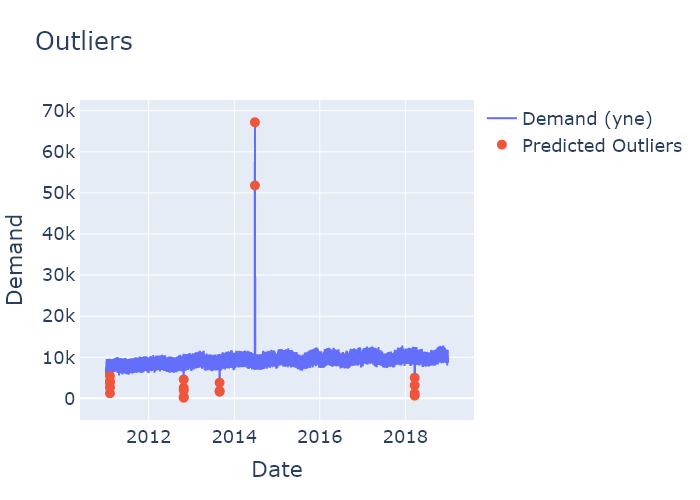 Outliers
Demand (yne)
Predicted Outliers
70k
60k
50k
40k
30k
20k
10k
0
Demand
2012
2014
2016
2018
Date